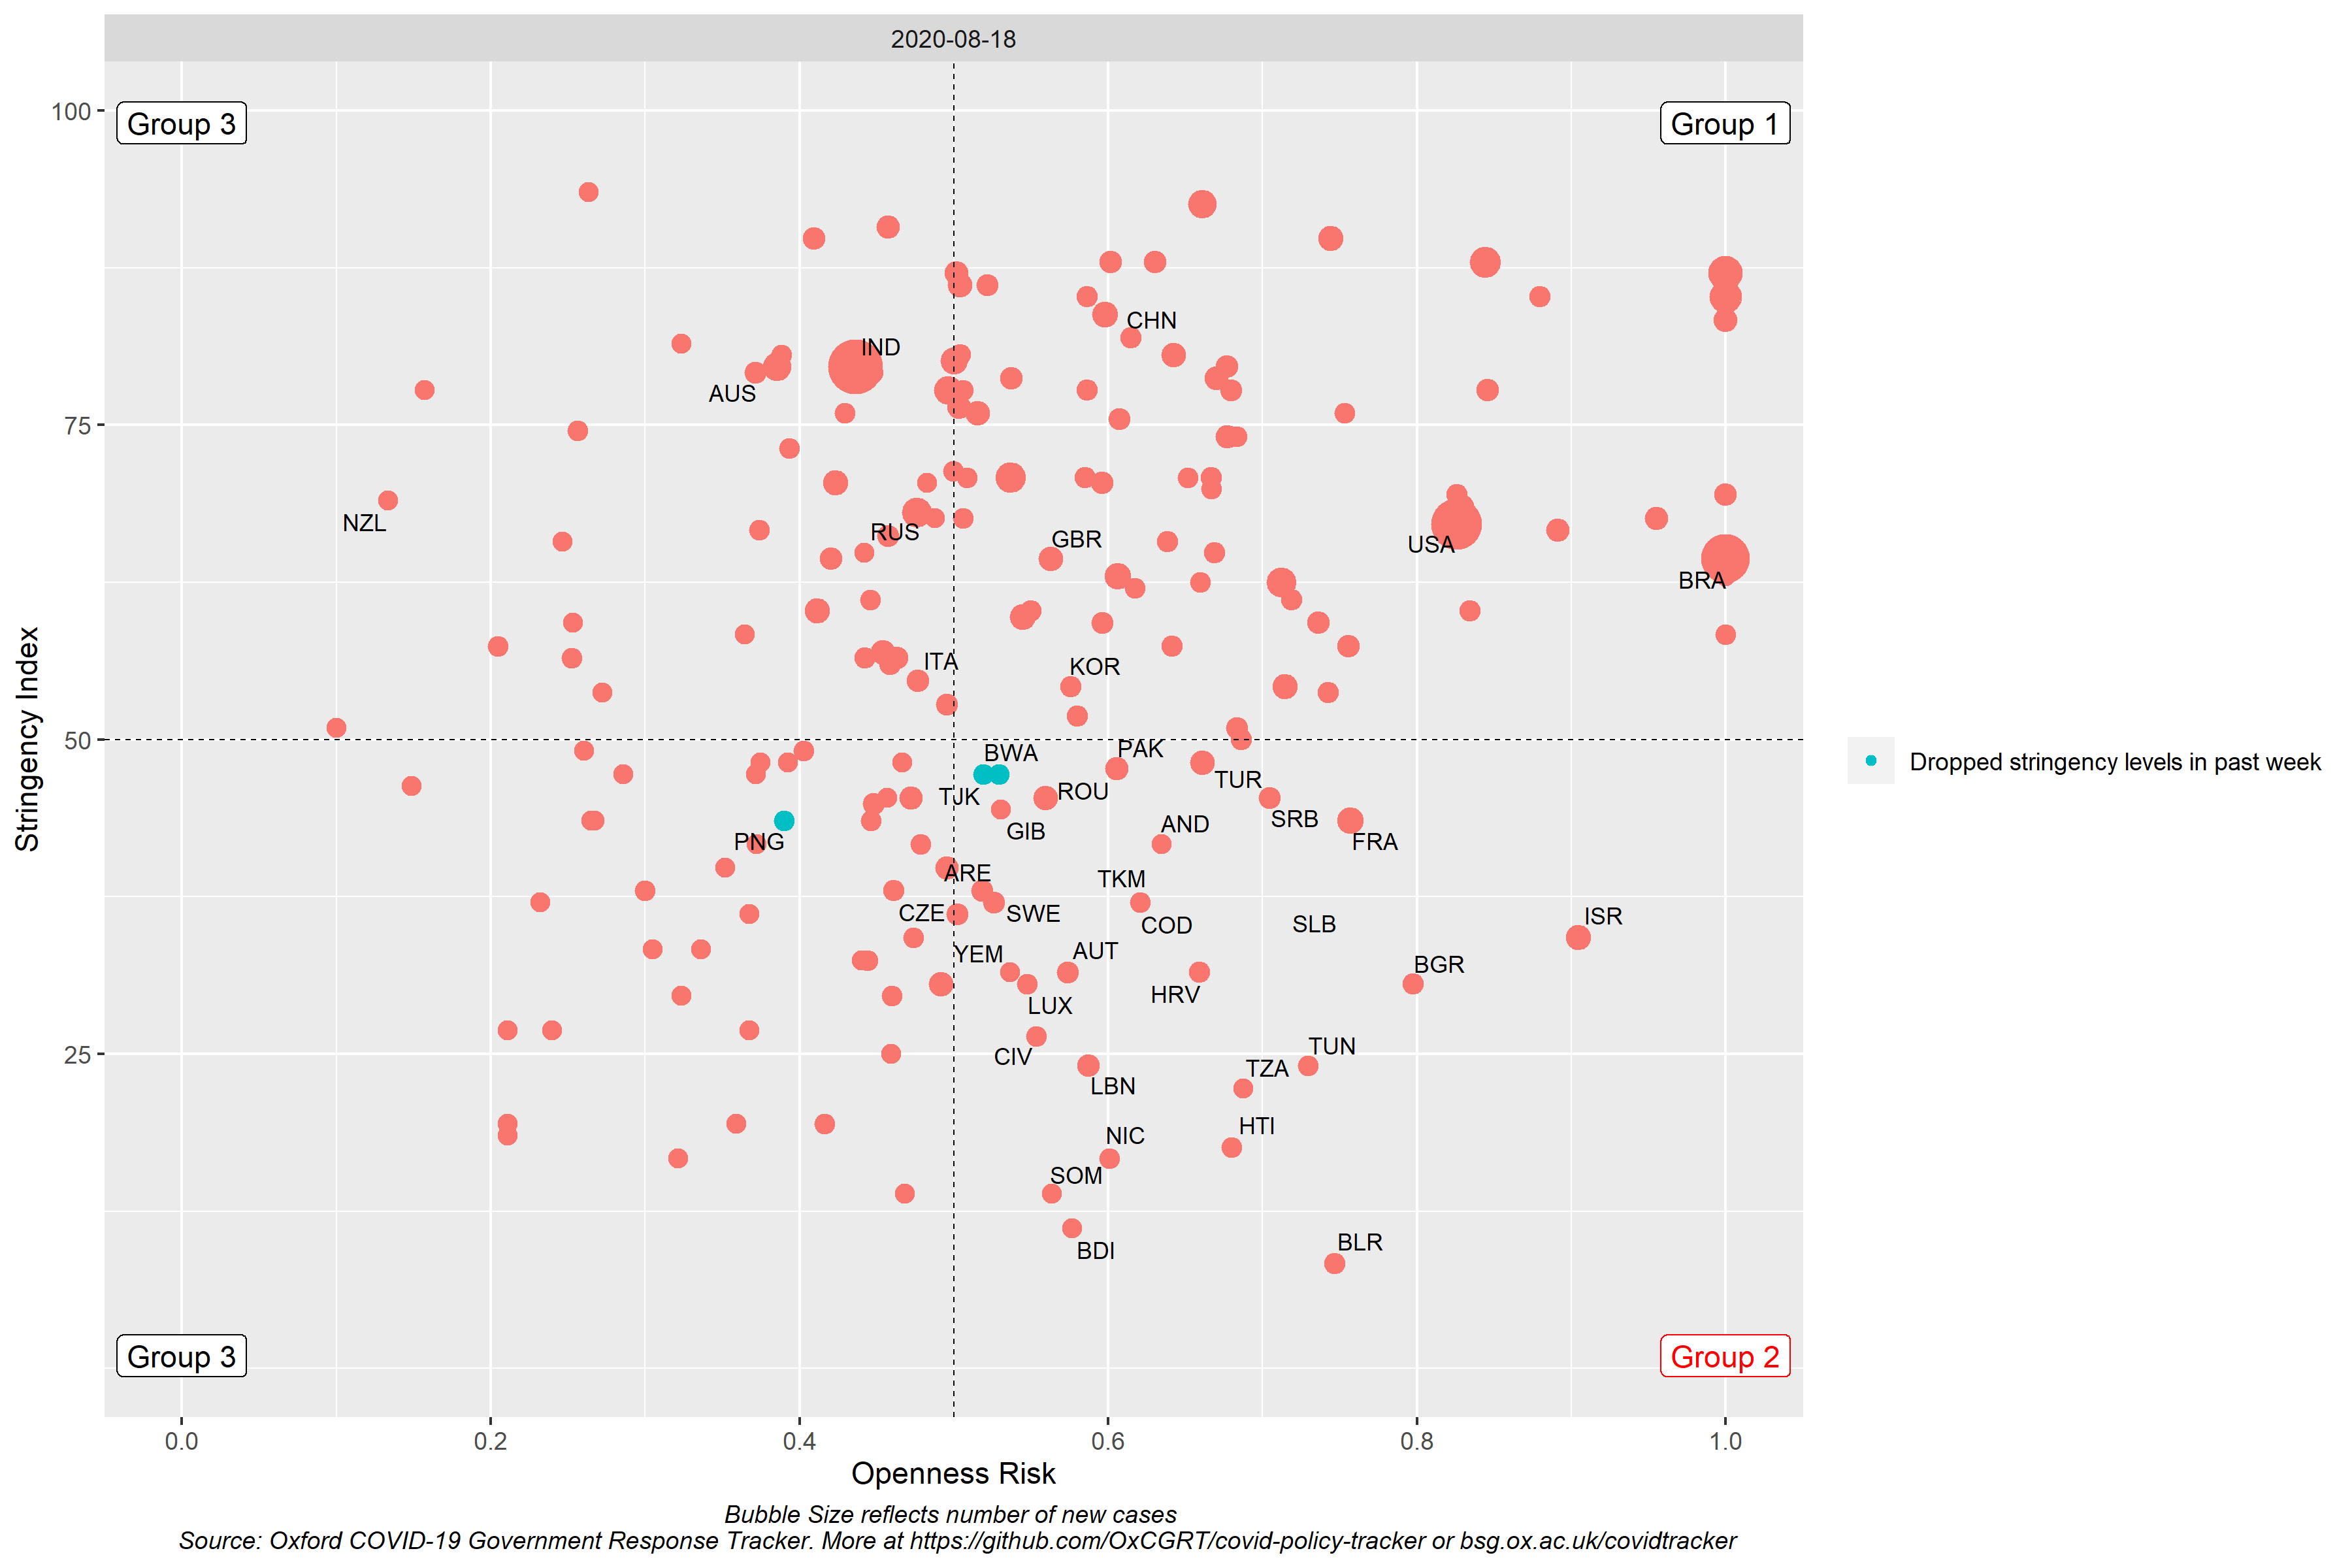 2020-08-18
100
Group 3
Group 1
CHN
IND
AUS
75
NZL
RUS
GBR
USA
BRA
ITA
KOR
50
BWA
PAK
TUR
TJK
ROU
GIB
SRB
AND
FRA
PNG
ARE
TKM
CZE
SWE
COD
SLB
ISR
YEM
AUT
BGR
HRV
LUX
25
CIV
TUN
TZA
LBN
HTI
NIC
SOM
BDI
BLR
Group 3
Group 2
Stringency Index
0.0 0.2 0.4 0.6 0.8 1.0
Openness Risk
Dropped stringency levels in past week
Bubble Size reflects number of new cases
Source: Oxford COVID-19 Government Response Tracker. More at https://github.com/OxCGRT/covid-policy-tracker or bsg.ox.ac.uk/covidtracker